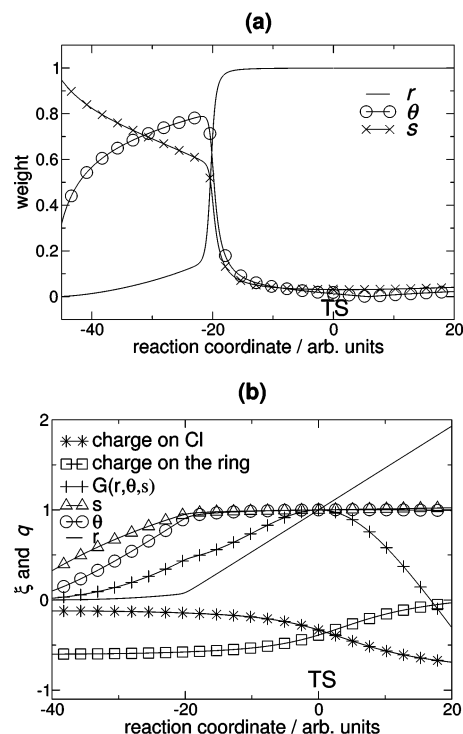 (a)
1
0.8
0.6
0.4
0.2
0
weight
r
θ
s
TS
-40
-20
0
20
reaction coordinate / arb. units
(b)
2
1
0
-1
ξ and q
charge on Cl
charge on the ring
G(r,θ,s)
s
θ
r
TS
-40
-20
0
20
reaction coordinate / arb. units